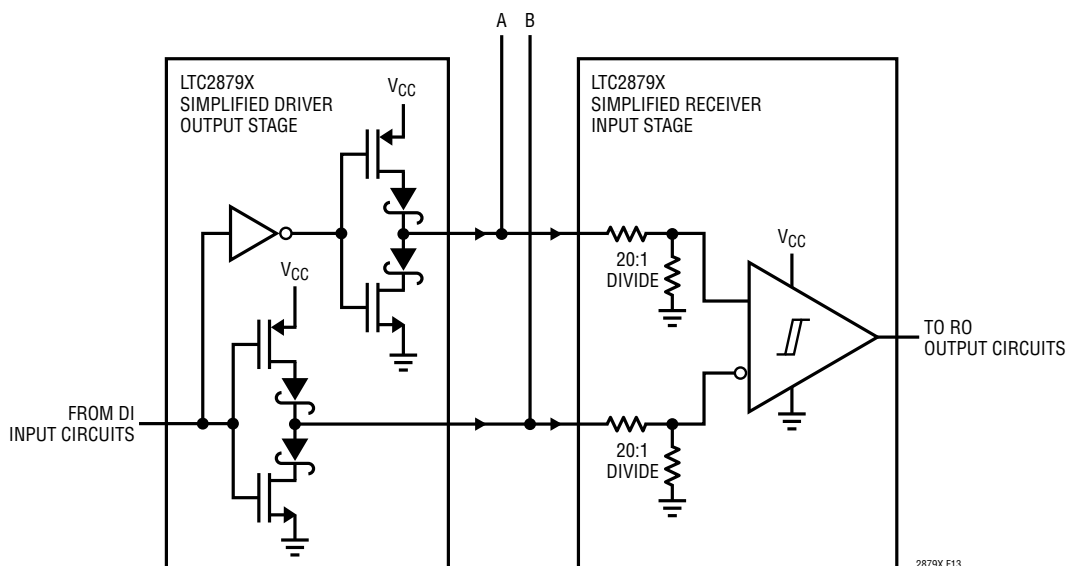 A B
LTC2879X
SIMPLIFIED DRIVER
OUTPUT STAGE
VCC
VCC
FROM DI
INPUT CIRCUITS
LTC2879X
SIMPLIFIED RECEIVER
INPUT STAGE
20:1
DIVIDE
VCC
20:1
DIVIDE
TO RO
OUTPUT CIRCUITS
2879X F13